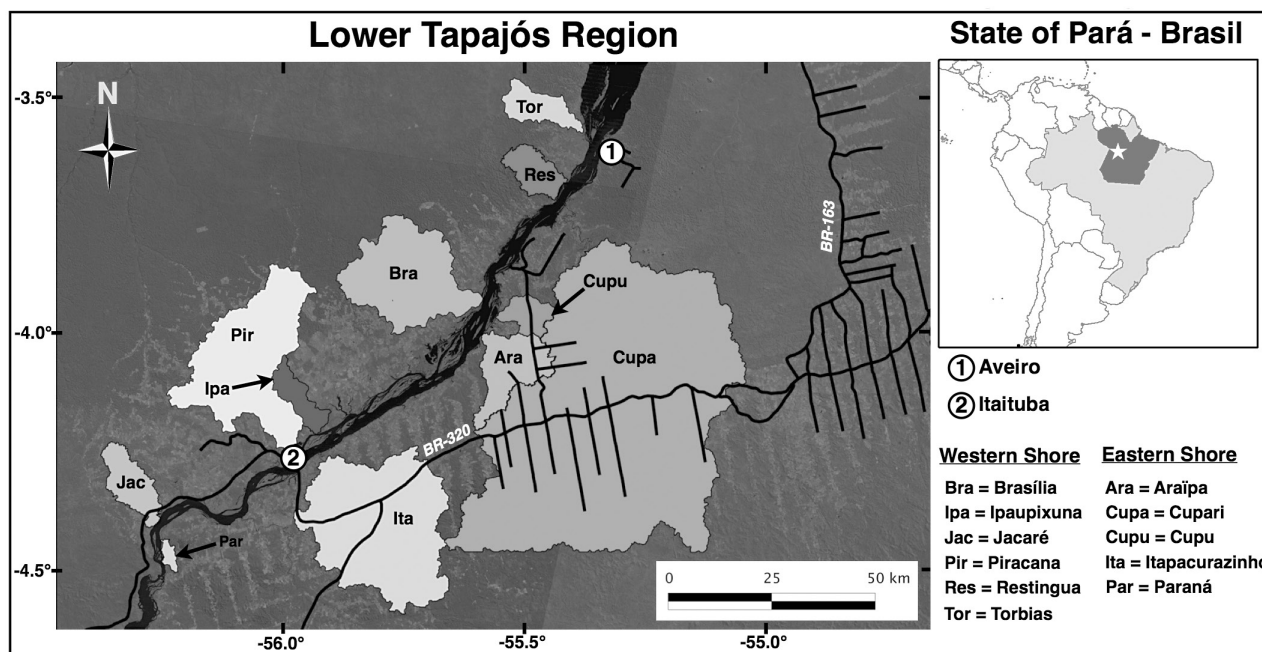 Lower Tapajós Region
State of Pará - Brasil
N
-3.5°
-4.0°
-4.5°
-56.0°
-55.5°
-55.0°
Tor
1
Res
BR-163
Bra
Cupu
Pir
Ara
Cupa
Ipa
BR-320
2
Jac
Ita
Par
0 25 50 km
1 Aveiro
2 Itaituba
Western Shore
Bra = Brasília
Ipa = Ipaupixuna
Jac = Jacaré
Pir = Piracana
Res = Restingua
Tor = Torbias
Eastern Shore
Ara = Araïpa
Cupa = Cupari
Cupu = Cupu
Ita = Itapacurazinho
Par = Paraná